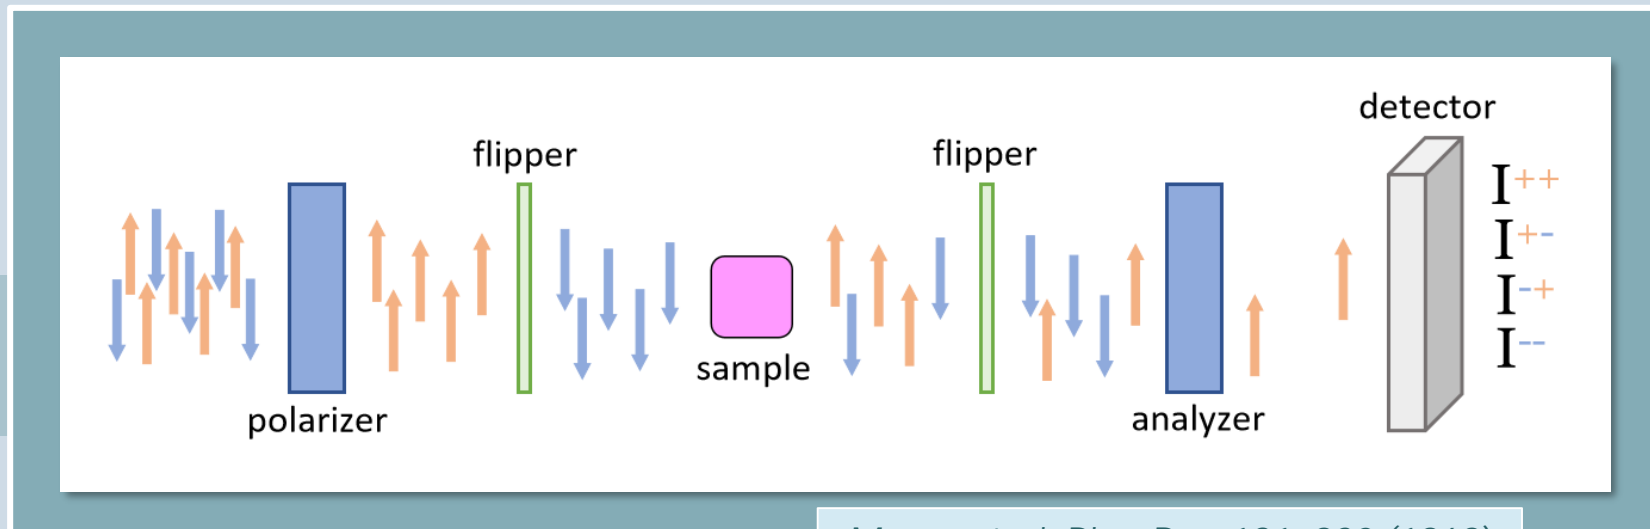 detector
flipper
flipper
I++
I+-
I-+
I--
sample
polarizer
analyzer